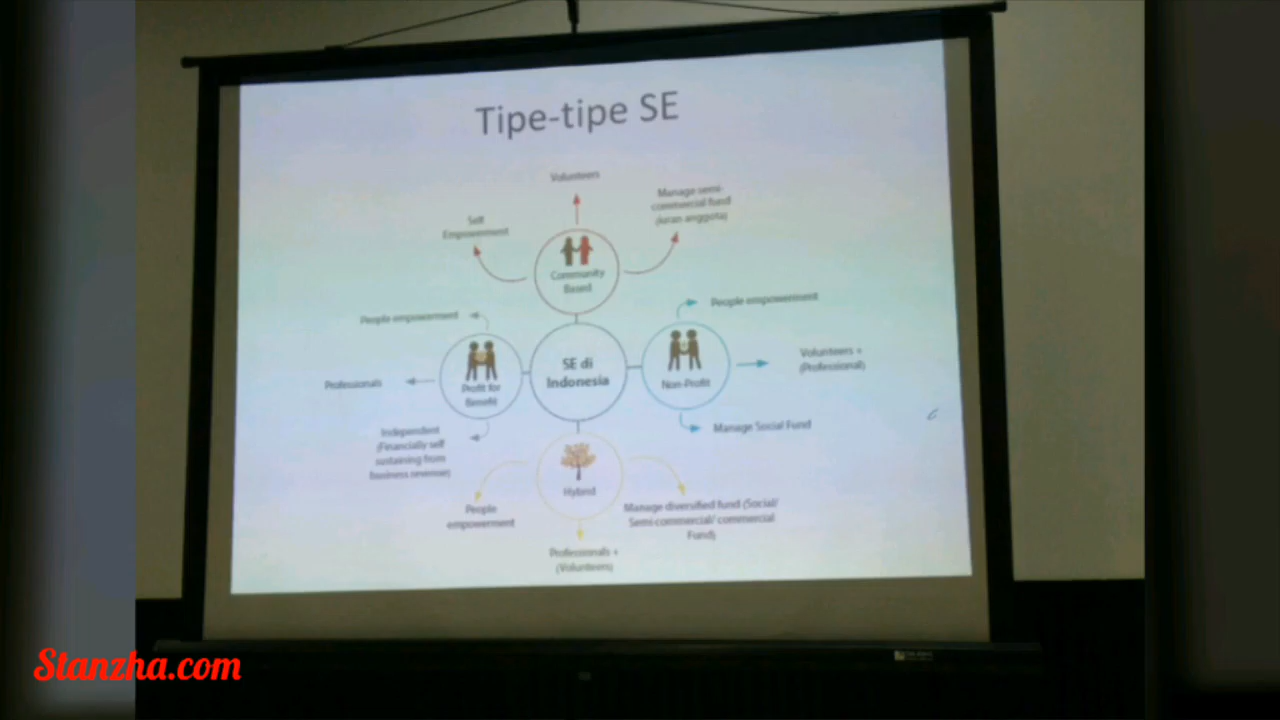 Tipe-tipe SE
Volunteers
Manage semi-
commercial fund
(iuran anggota)
Self
Empowerment
Community
Based
People empowerment
People empowerment
SE di
Indonesia
Volunteers +
(Professional)
Professionals
Profit for
Benefit
Non-Profit
Independent
(Financially self
sustaining from
business revenue)
Manage Social Fund
Hybrid
People
empowerment
Manage diversified fund (Social/
Semi-commercial/ commercial
Fund)
Professionals +
(Volunteers)
Stanzha.com